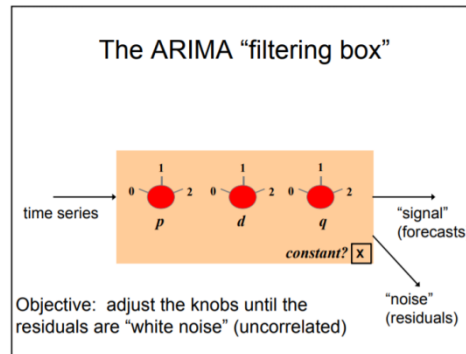 The ARIMA “filtering box”
1 1 1
0 2 0 2 0 2
time series
p d q
“signal”
(forecasts)
constant? X
“noise”
(residuals)
Objective: adjust the knobs until the
residuals are “white noise” (uncorrelated)